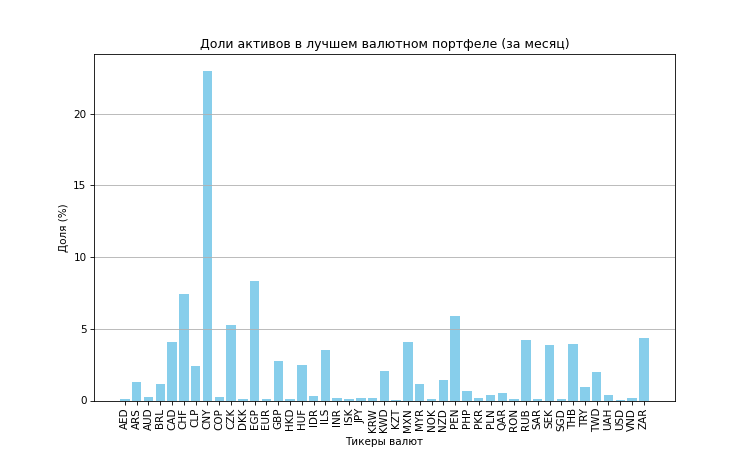 Доли активов в лучшем валютном портфеле (за месяц)
Доля (%)
20
15
10
5
0
AED ARS AUD BRL CAD CHF CLP CNY COP CZK DKK EGP EUR GBP HKD HUF IDR ILS INR ISK JPY KRW KWD KZT MXN MYR NOK NZD PEN PHP PKR PLN QAR RON RUB SAR SEK SGD THB TRY TWD UAH USD VND ZAR
Тикеры валют